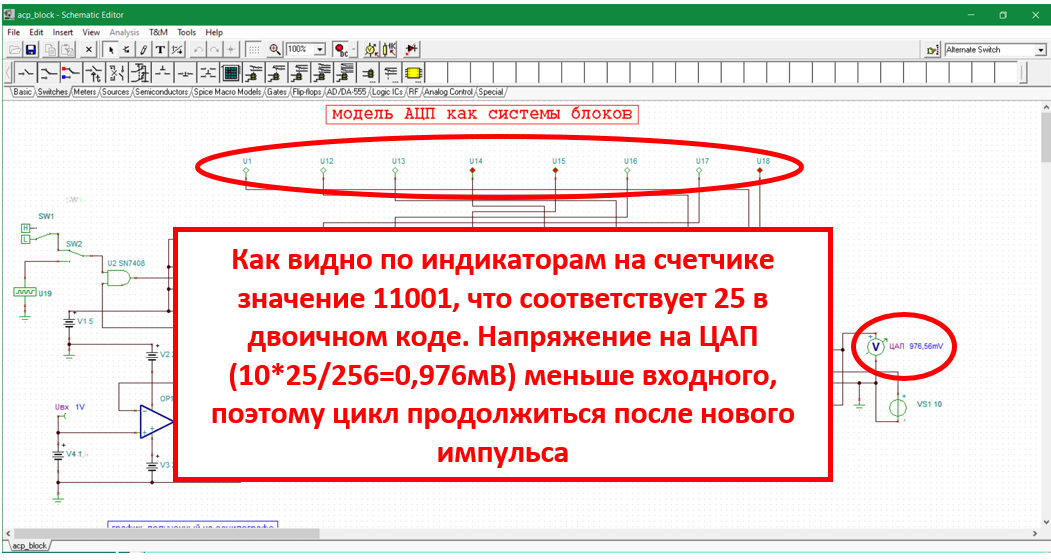 acp_block - Schematic Editor
File Edit Insert View Analysis T&M Tools Help
100% DC Alternate Switch
Basic Switches Meters Sources Semiconductors Spice Macro Models Gates Flip-flops AD/DA-555 Logic ICs RF Analog Control Special
модель АЦП как системы блоков
U1 U12 U13 U14 U15 U16 U17 U18
SW1
H
L
SW2
U2 SN7408
U19
V1 5
V2
OP1
Uвх 1V
V4 1
V3
Как видно по индикаторам на счетчике
значение 11001, что соответствует 25 в
двоичном коде. Напряжение на ЦАП
(10*25/256=0,976мВ) меньше входного,
поэтому цикл продолжиться после нового
импульса
V ЦАП 976,56mV
VS1 10
acp_block